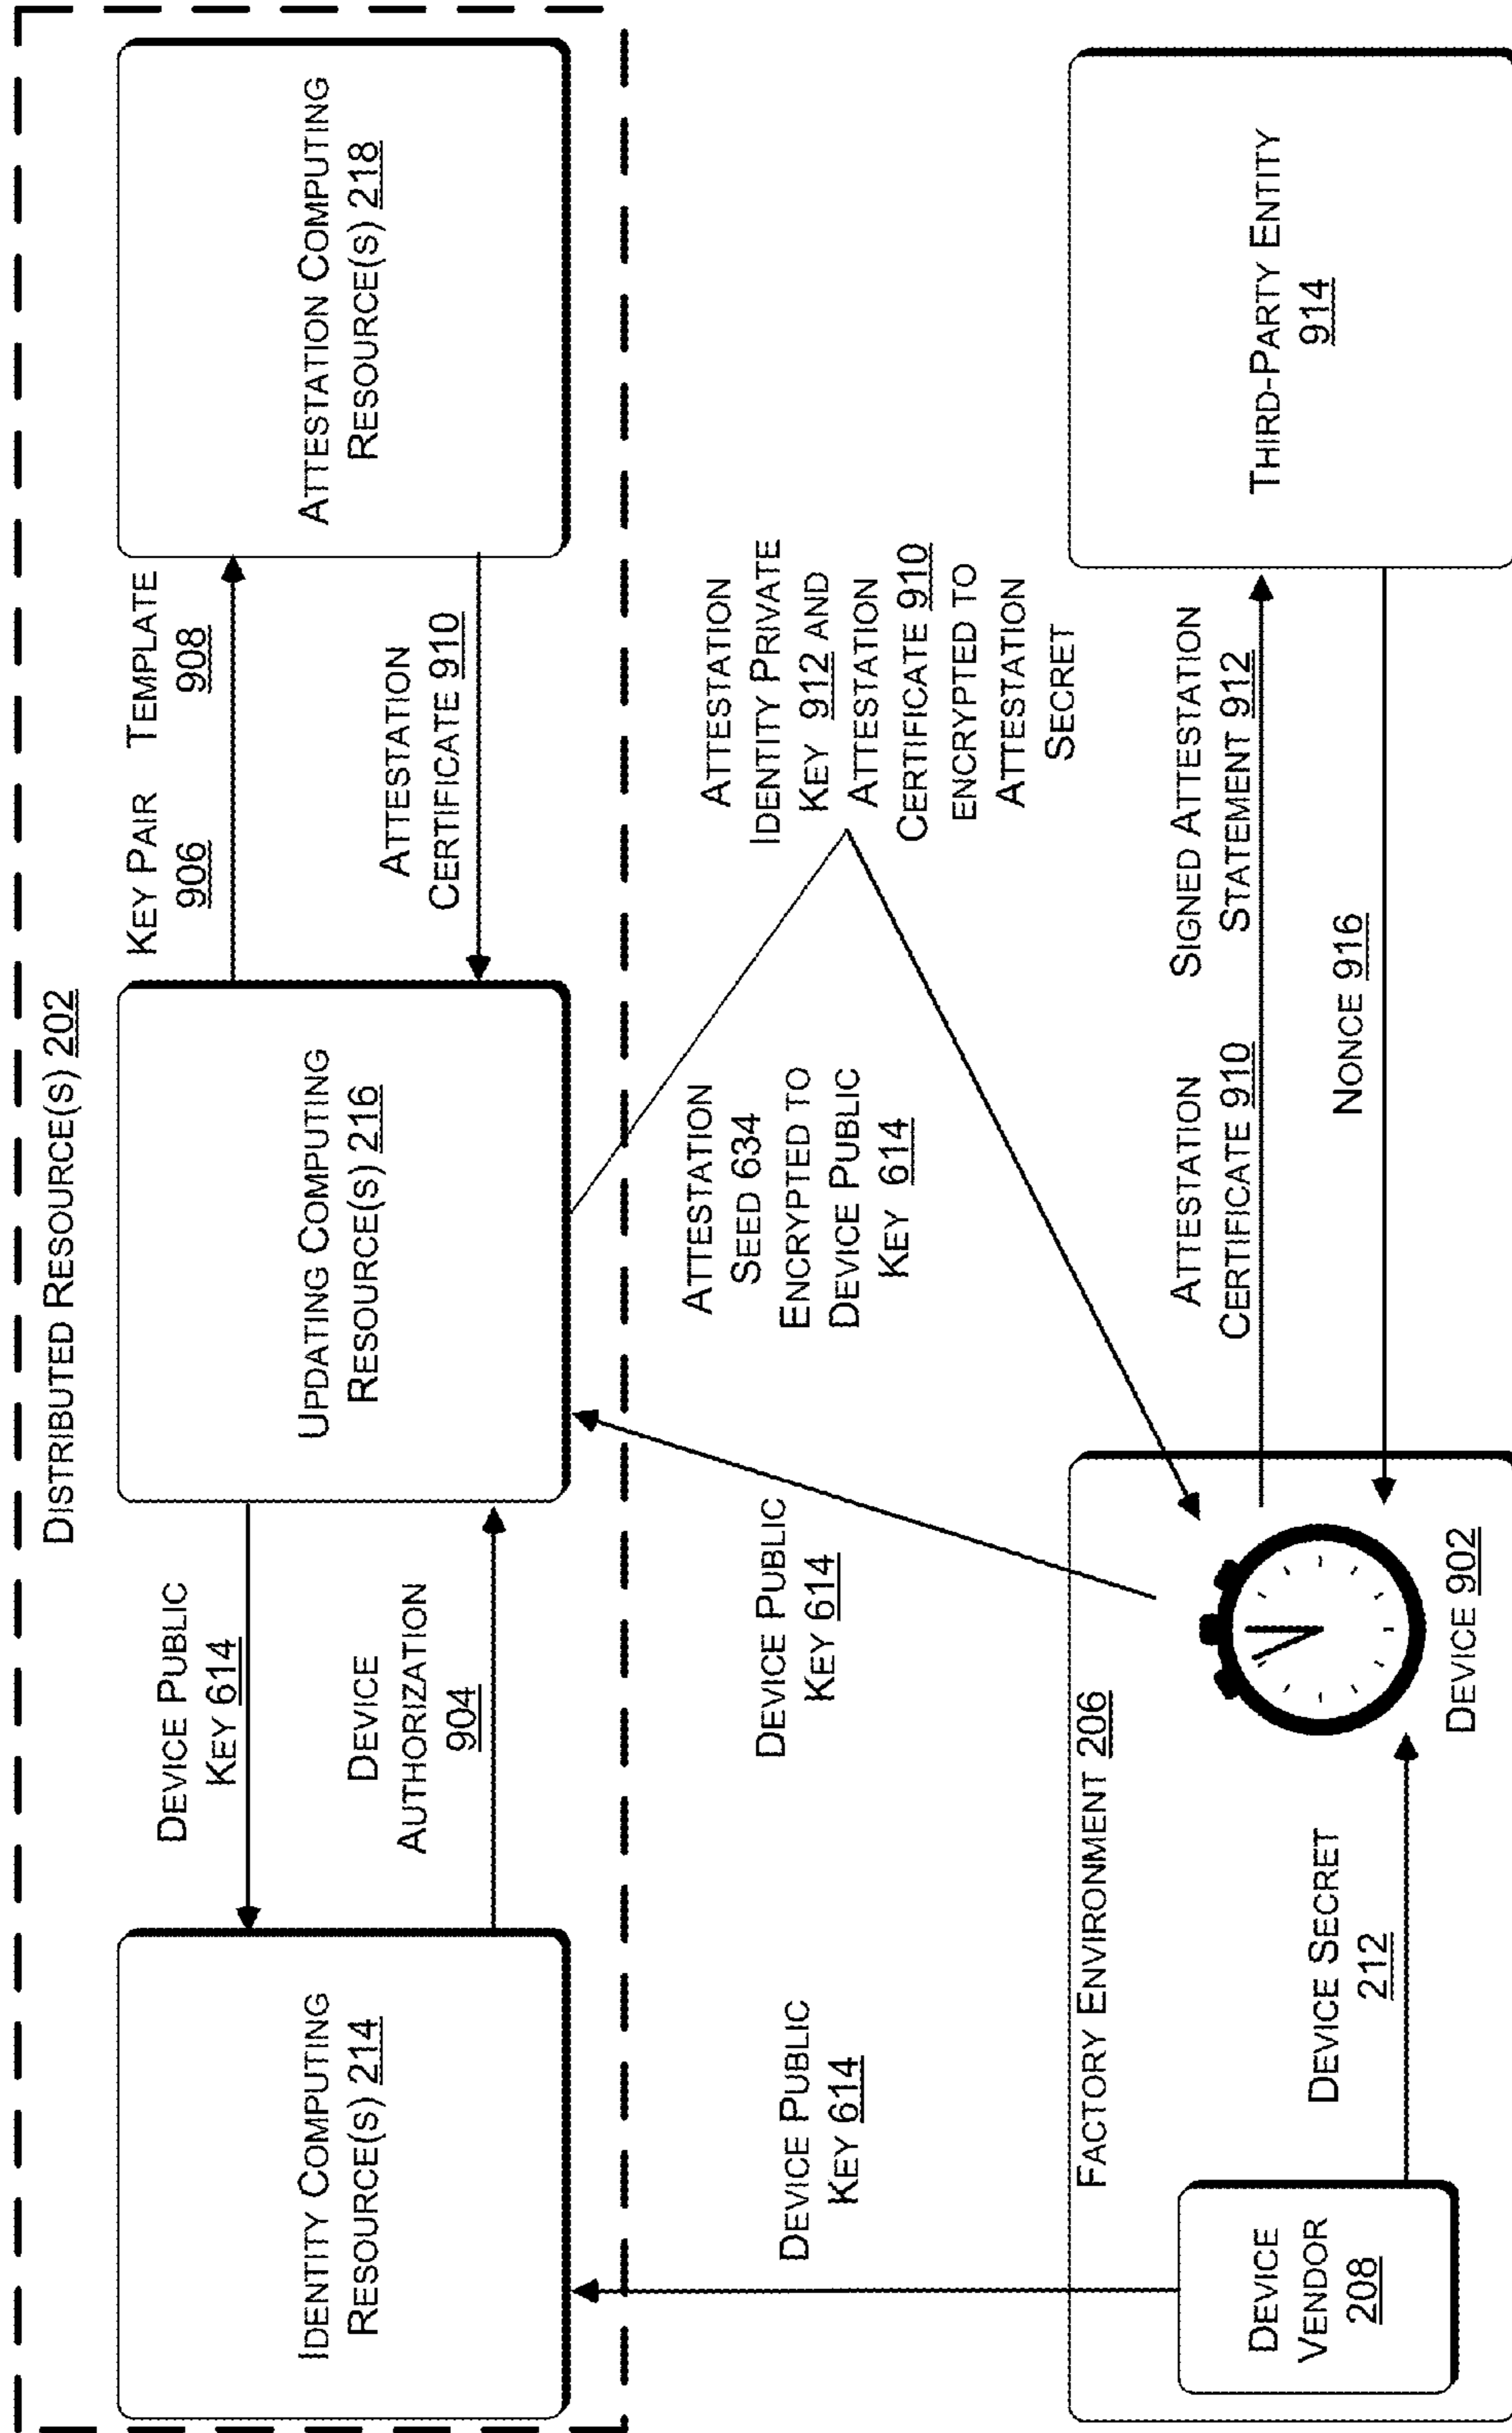 DISTRIBUTED RESOURCE(S) 202
IDENTITY COMPUTING
RESOURCE(S) 214
DEVICE PUBLIC
KEY 614
DEVICE
AUTHORIZATION
904
UPDATING COMPUTING
RESOURCE(S) 216
KEY PAIR
906
TEMPLATE
908
ATTESTATION
CERTIFICATE 910
ATTESTATION COMPUTING
RESOURCE(S) 218
DEVICE PUBLIC
KEY 614
DEVICE PUBLIC
KEY 614
ATTESTATION
SEED 634
ENCRYPTED TO
DEVICE PUBLIC
KEY 614
ATTESTATION
IDENTITY PRIVATE
KEY 912 AND
ATTESTATION
CERTIFICATE 910
ENCRYPTED TO
ATTESTATION
SECRET
FACTORY ENVIRONMENT 206
DEVICE
VENDOR
208
DEVICE SECRET
212
DEVICE 902
ATTESTATION
CERTIFICATE 910
SIGNED ATTESTATION
STATEMENT 912
NONCE 916
THIRD-PARTY ENTITY
914